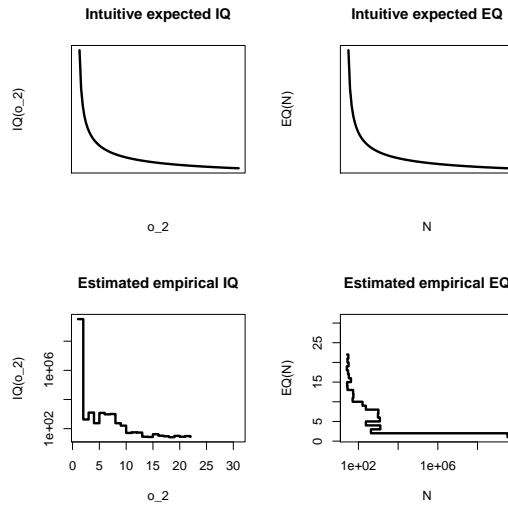 Intuitive expected IQ
IQ(o_2)
o_2
Intuitive expected EQ
EQ(N)
N
Estimated empirical IQ
IQ(o_2)
1e+06
1e+02
0 5 10 15 20 25 30
o_2
Estimated empirical EQ
EQ(N)
25
15
5
0
1e+02 1e+06
N